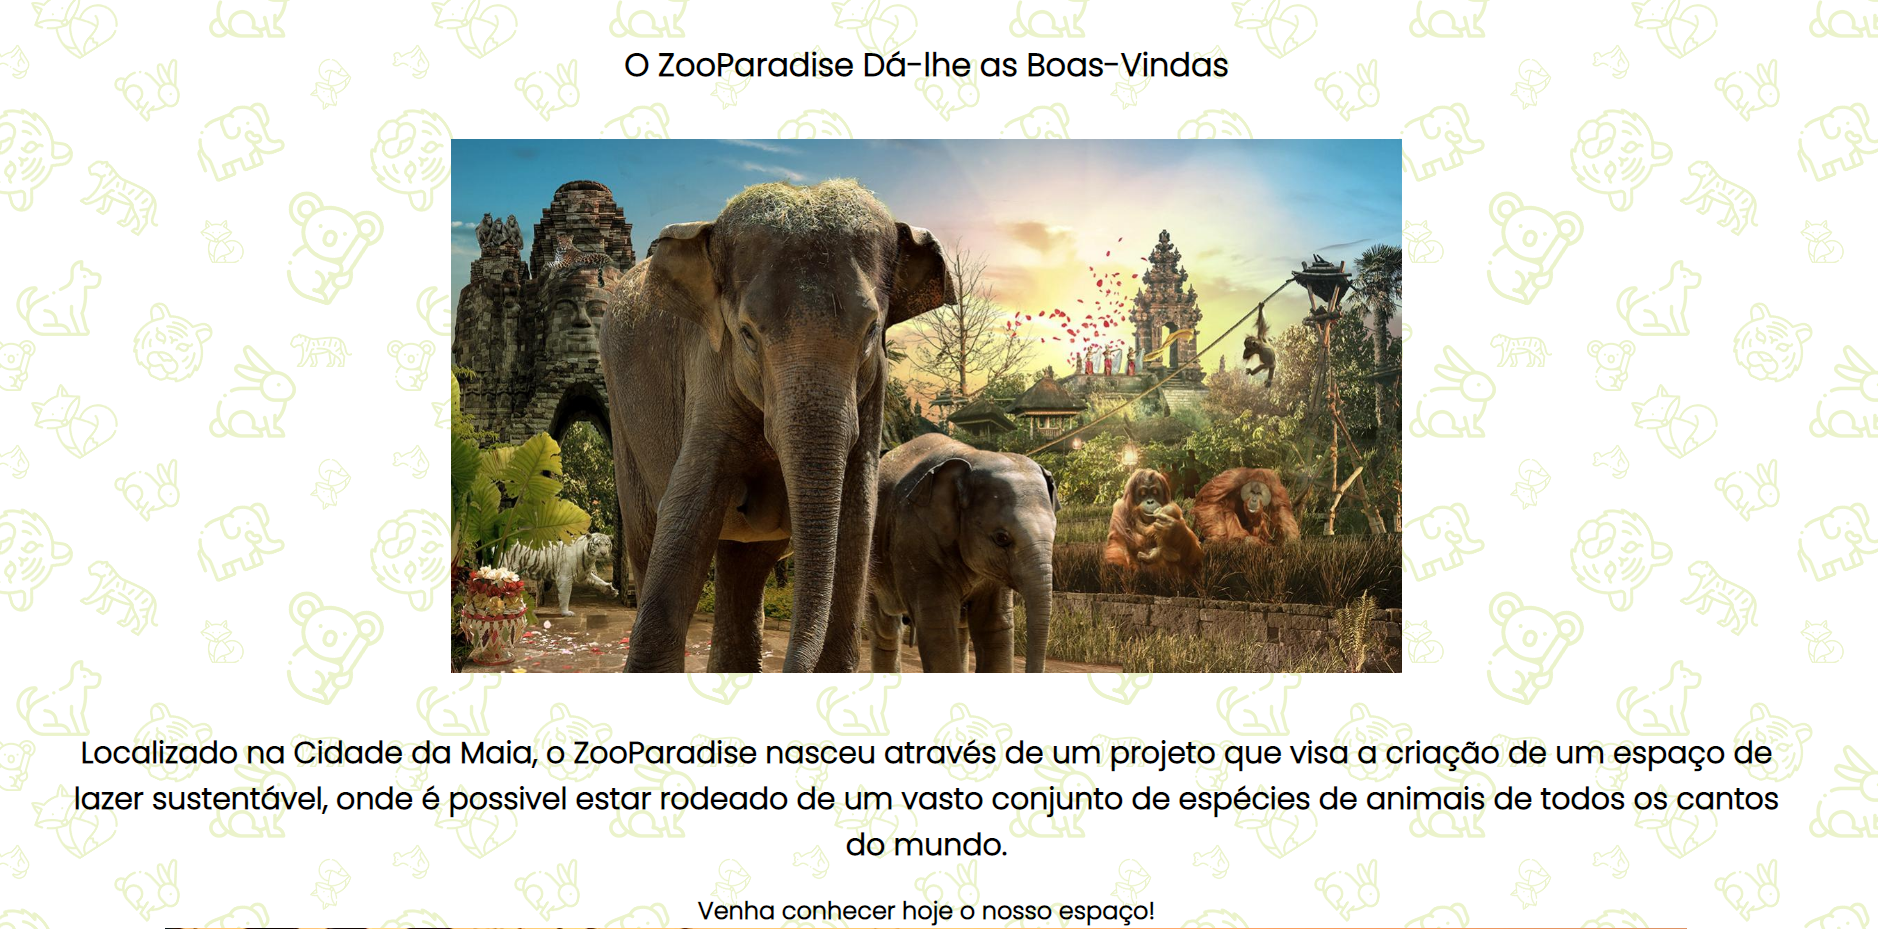 O ZooParadise Dá-lhe as Boas-Vindas
Localizado na Cidade da Maia, o ZooParadise nasceu através de um projeto que visa a criação de um espaço de
lazer sustentável, onde é possivel estar rodeado de um vasto conjunto de espécies de animais de todos os cantos
do mundo.
Venha conhecer hoje o nosso espaço!